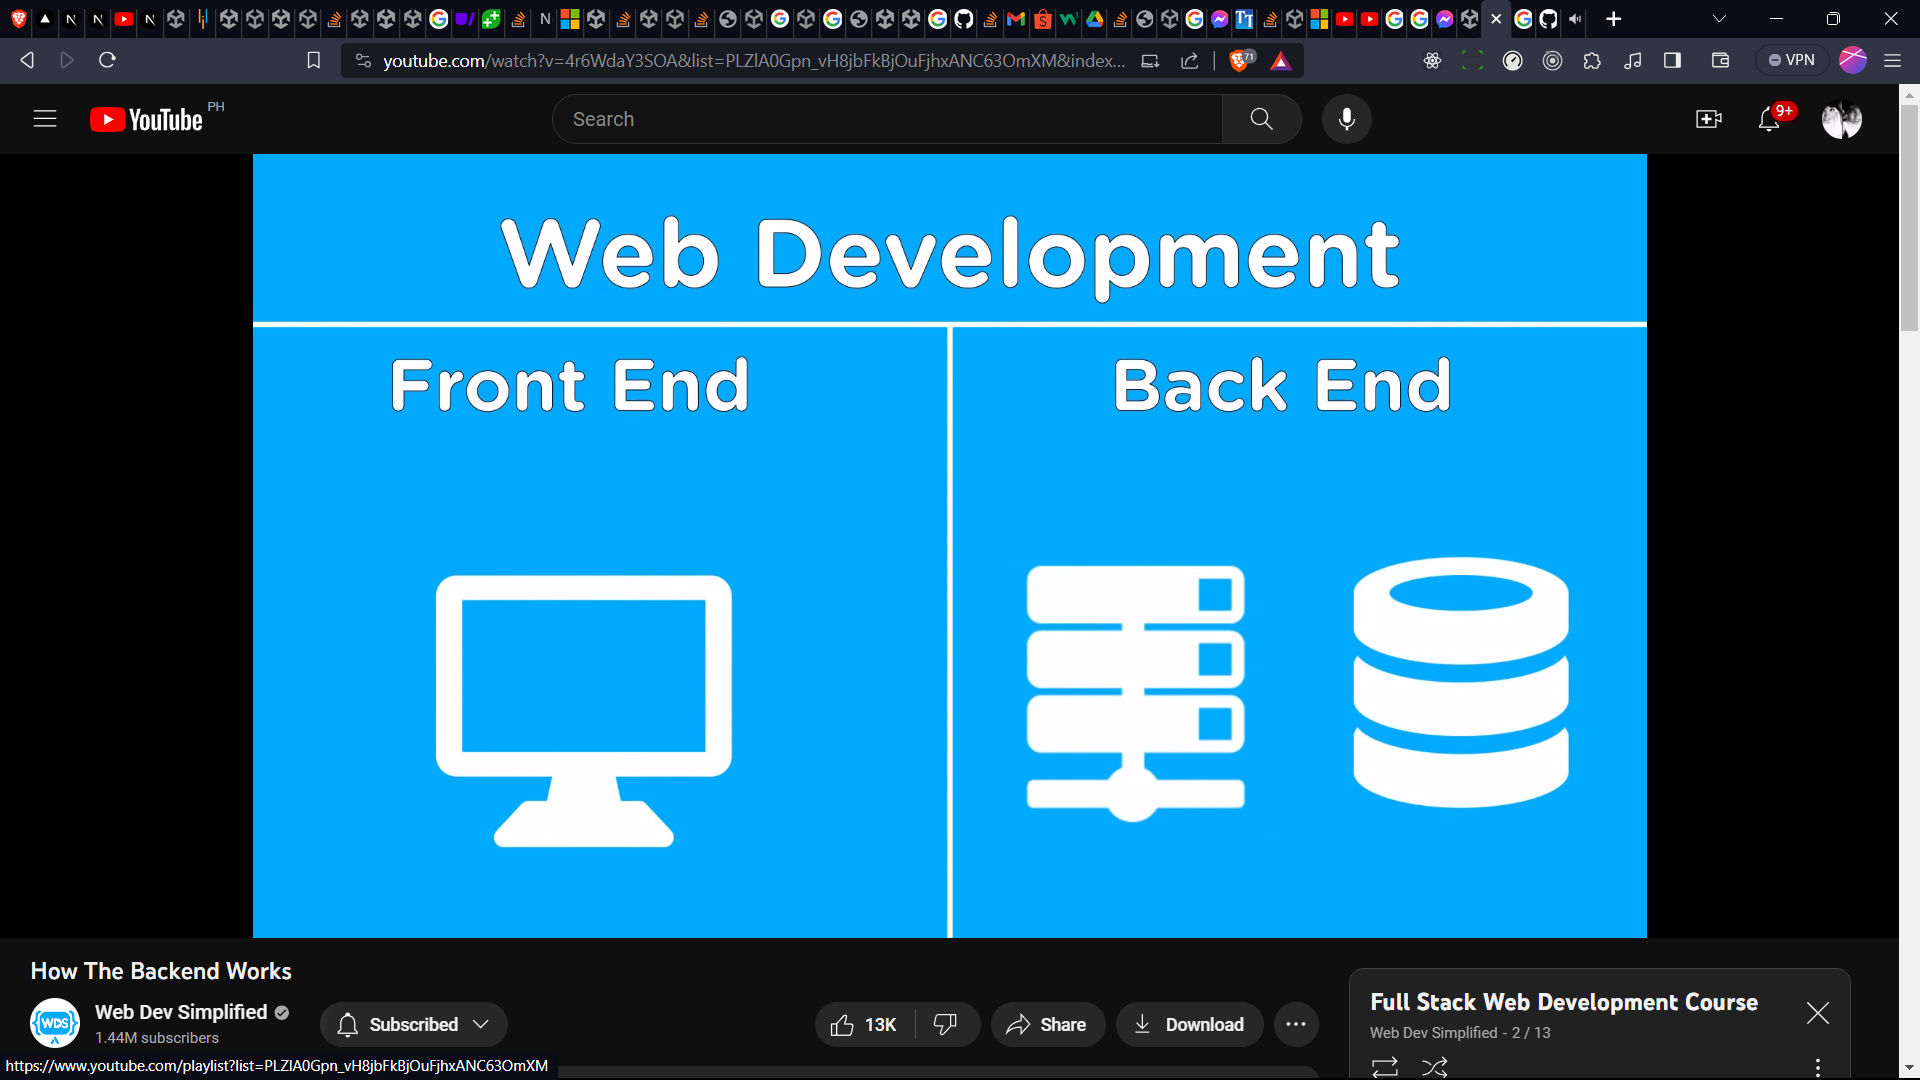 youtube.com/watch?v=4r6WdaY3SOA&list=PLZlA0Gpn_vH8jbFkBjOuFjhxANC63OmXM&index...
71
VPN
YouTube PH
Search
9+
Web Development
Front End
Back End
How The Backend Works
WDS
Web Dev Simplified
1.44M subscribers
Subscribed
13K
Share
Download
Full Stack Web Development Course
Web Dev Simplified - 2 / 13
https://www.youtube.com/playlist?list=PLZlA0Gpn_vH8jbFkBjOuFjhxANC63OmXM